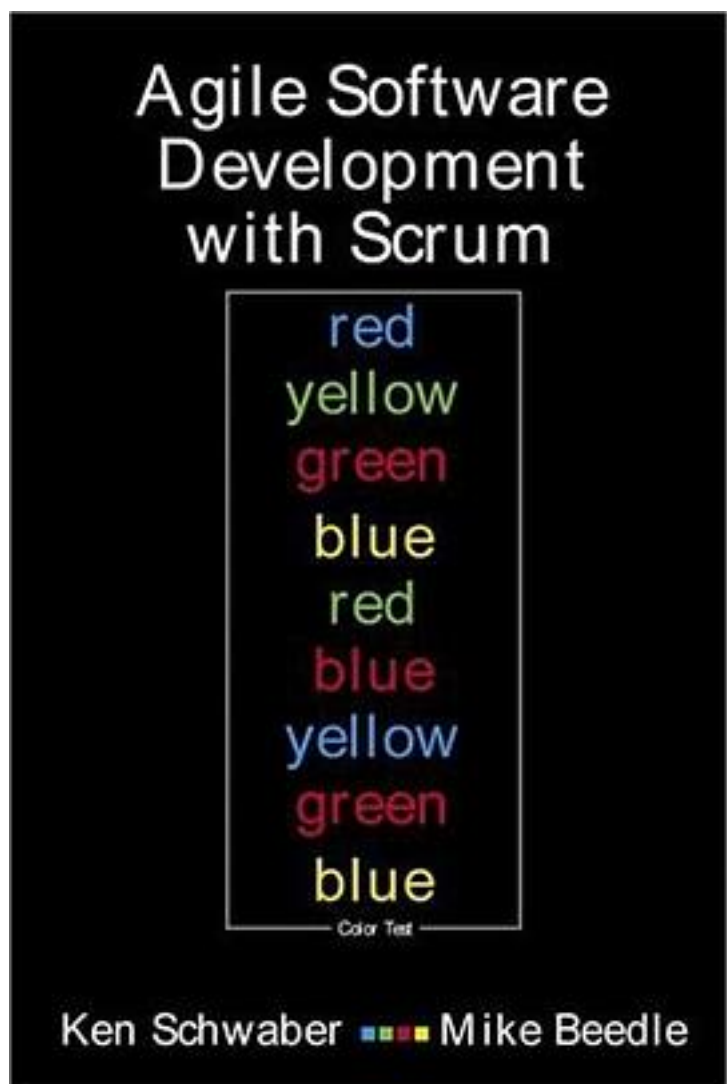 Agile Software
Development
with Scrum
red
yellow
green
blue
red
blue
yellow
green
blue
Color Test
Ken Schwaber Mike Beedle